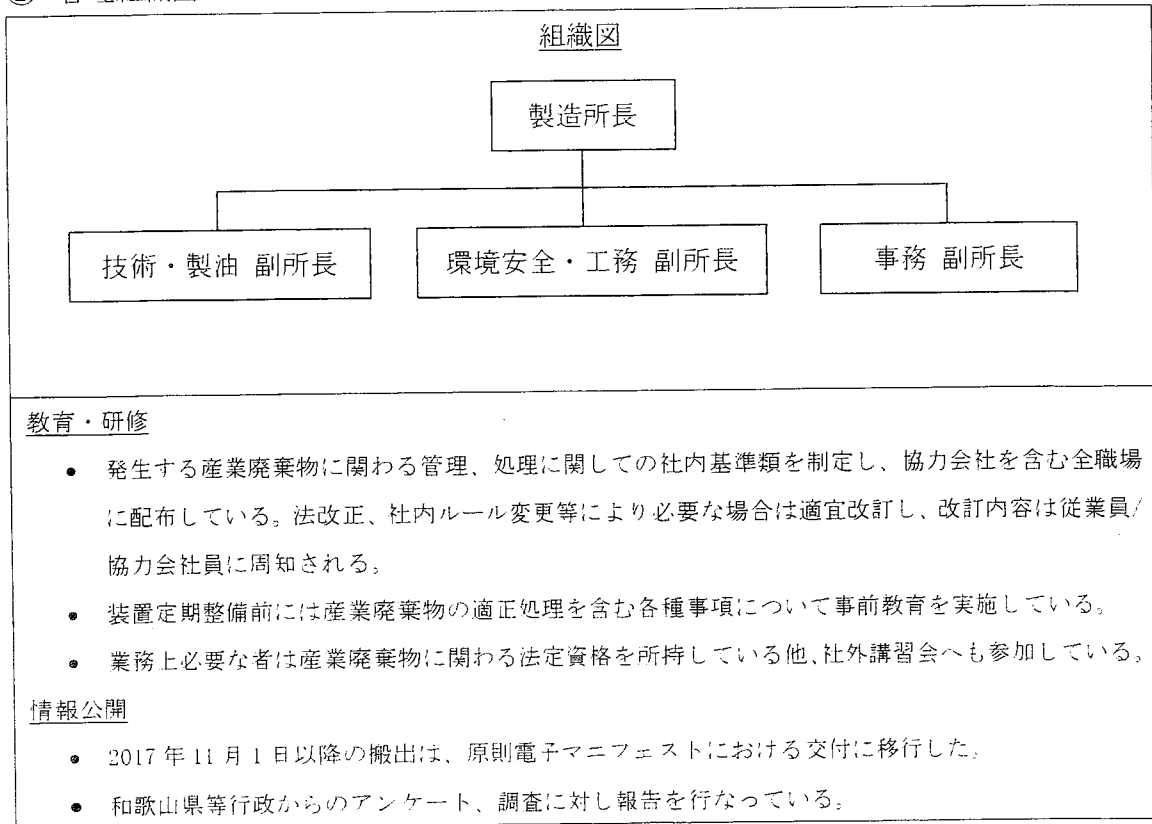 組織図
製造所長
技術・製油 副所長
環境安全・工務 副所長
事務 副所長
教育・研修
● 発生する産業廃棄物に関わる管理、処理に関しての社内基準類を制定し、協力会社を含む全職場
に配布している。法改正、社内ルール変更等により必要な場合は適宜改訂し、改訂内容は従業員/
協力会社員に周知される。
● 装置定期整備前には産業廃棄物の適正処理を含む各種事項について事前教育を実施している。
● 業務上必要な者は産業廃棄物に関わる法定資格を所持している他、社外講習会へも参加している。
情報公開
● 2017年11月1日以降の搬出は、原則電子マニフェストにおける交付に移行した。
● 和歌山県等行政からのアンケート、調査に対し報告を行なっている。